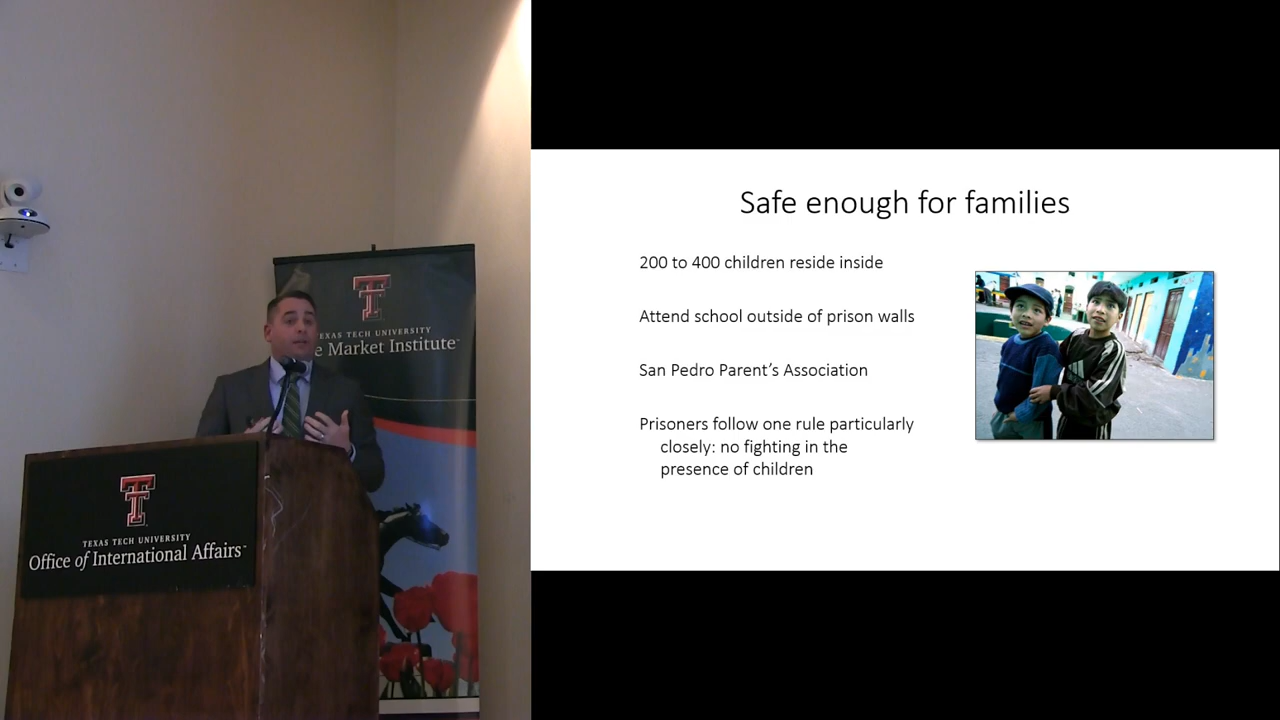 TEXAS TECH UNIVERSITY
e Market Institute
TEXAS TECH UNIVERSITY
Office of International Affairs
Safe enough for families
200 to 400 children reside inside
Attend school outside of prison walls
San Pedro Parent’s Association
Prisoners follow one rule particularly
closely: no fighting in the
presence of children